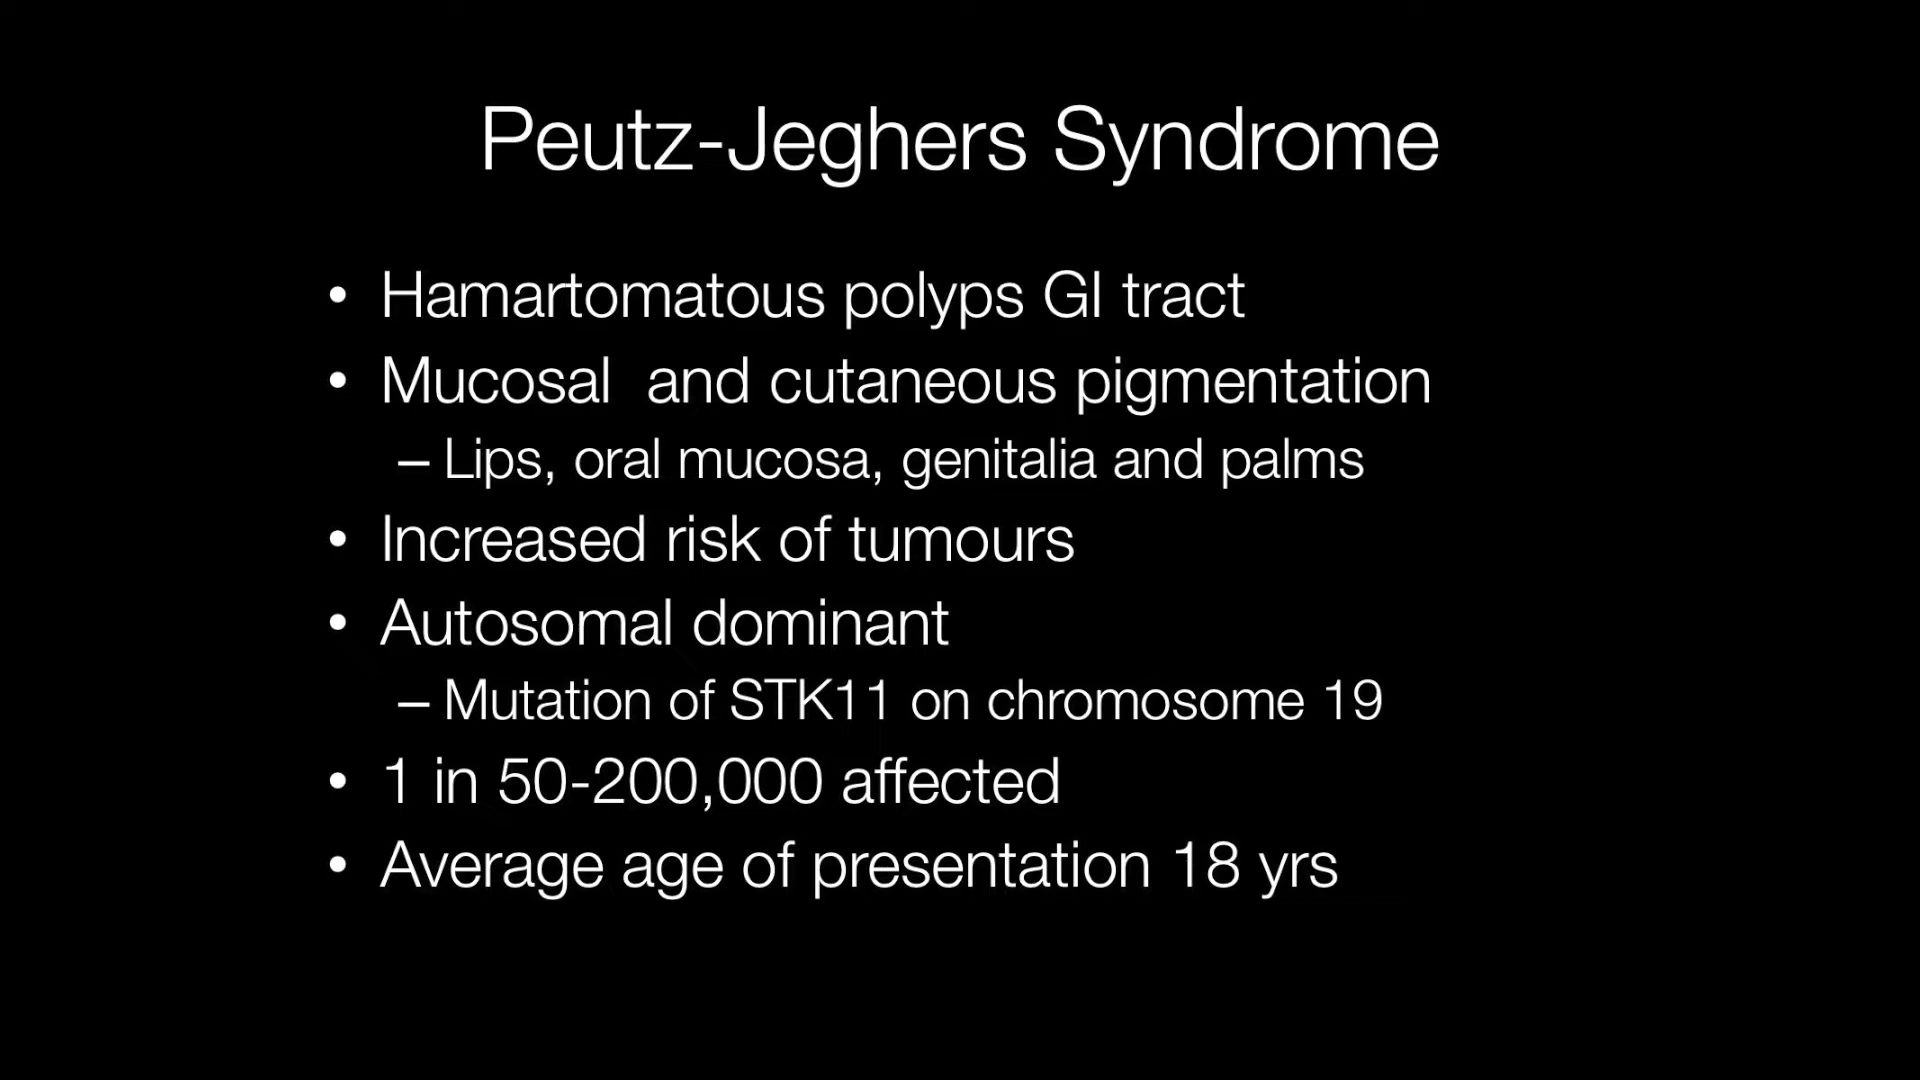 Peutz-Jeghers Syndrome
• Hamartomatous polyps GI tract
• Mucosal  and cutaneous pigmentation
– Lips, oral mucosa, genitalia and palms
• Increased risk of tumours
• Autosomal dominant
– Mutation of STK11 on chromosome 19
• 1 in 50-200,000 affected
• Average age of presentation 18 yrs